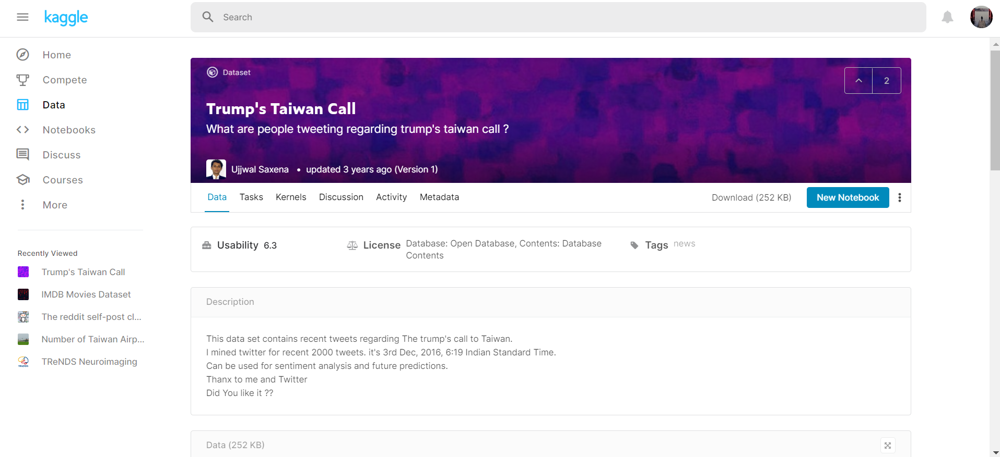 kaggle
Search
Home
Compete
Data
Notebooks
Discuss
Courses
More
Recently Viewed
Trump's Taiwan Call
IMDB Movies Dataset
The reddit self-post cl...
Number of Taiwan Airp...
TReNDS Neuroimaging
Dataset
2
Trump's Taiwan Call
What are people tweeting regarding trump's taiwan call ?
Ujjwal Saxena • updated 3 years ago (Version 1)
Data Tasks Kernels Discussion Activity Metadata Download (252 KB) New Notebook
Usability 6.3
License Database: Open Database, Contents: Database
Contents
Tags news
Description
This data set contains recent tweets regarding The trump's call to Taiwan.
I mined twitter for recent 2000 tweets. it's 3rd Dec, 2016, 6:19 Indian Standard Time.
Can be used for sentiment analysis and future predictions.
Thanx to me and Twitter
Did You like it ??
Data (252 KB)